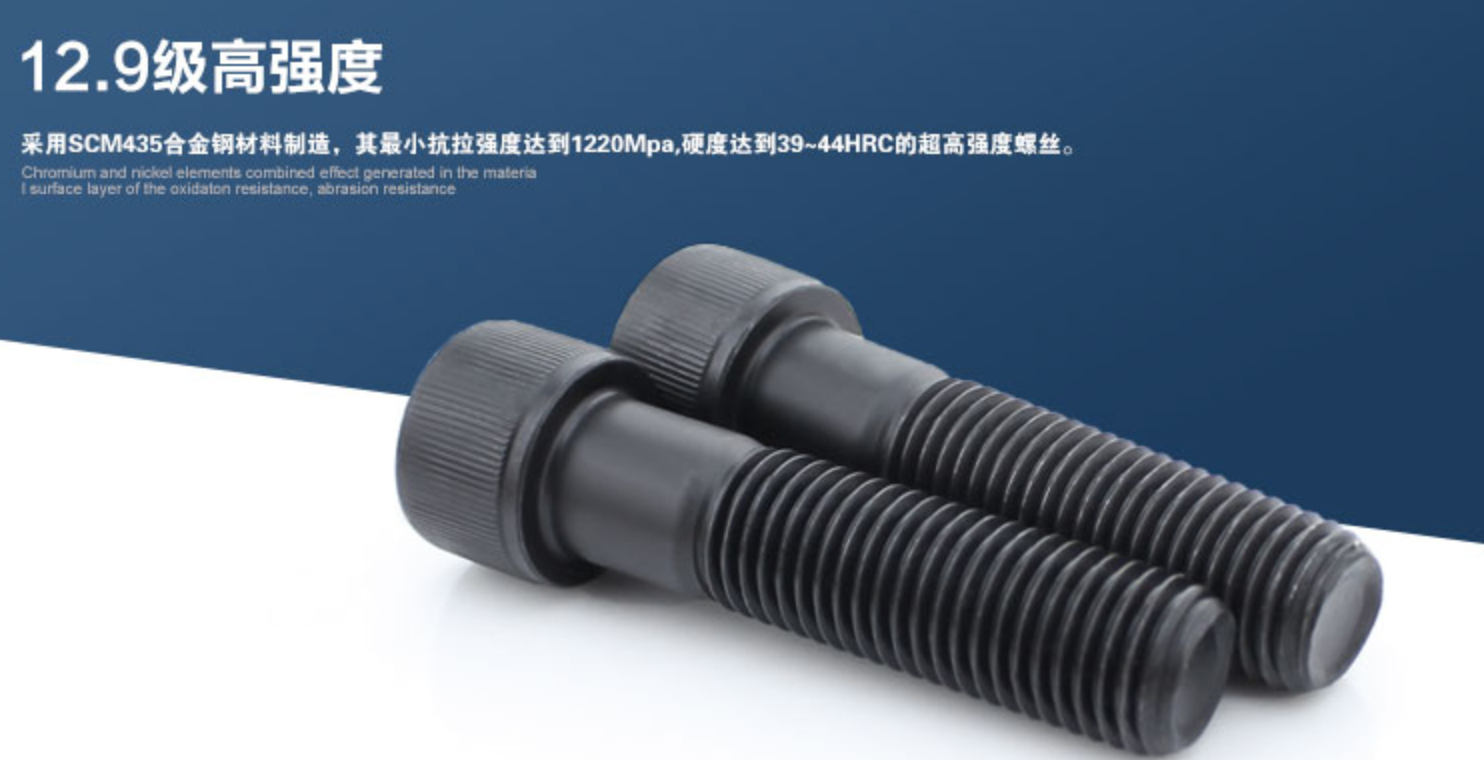 12.9级高强度
采用SCM435合金钢材料制造，其最小抗拉强度达到1220Mpa,硬度达到39~44HRC的超高强度螺丝。
Chromium and nickel elements combined effect generated in the materia
l surface layer of the oxidaton resistance, abrasion resistance